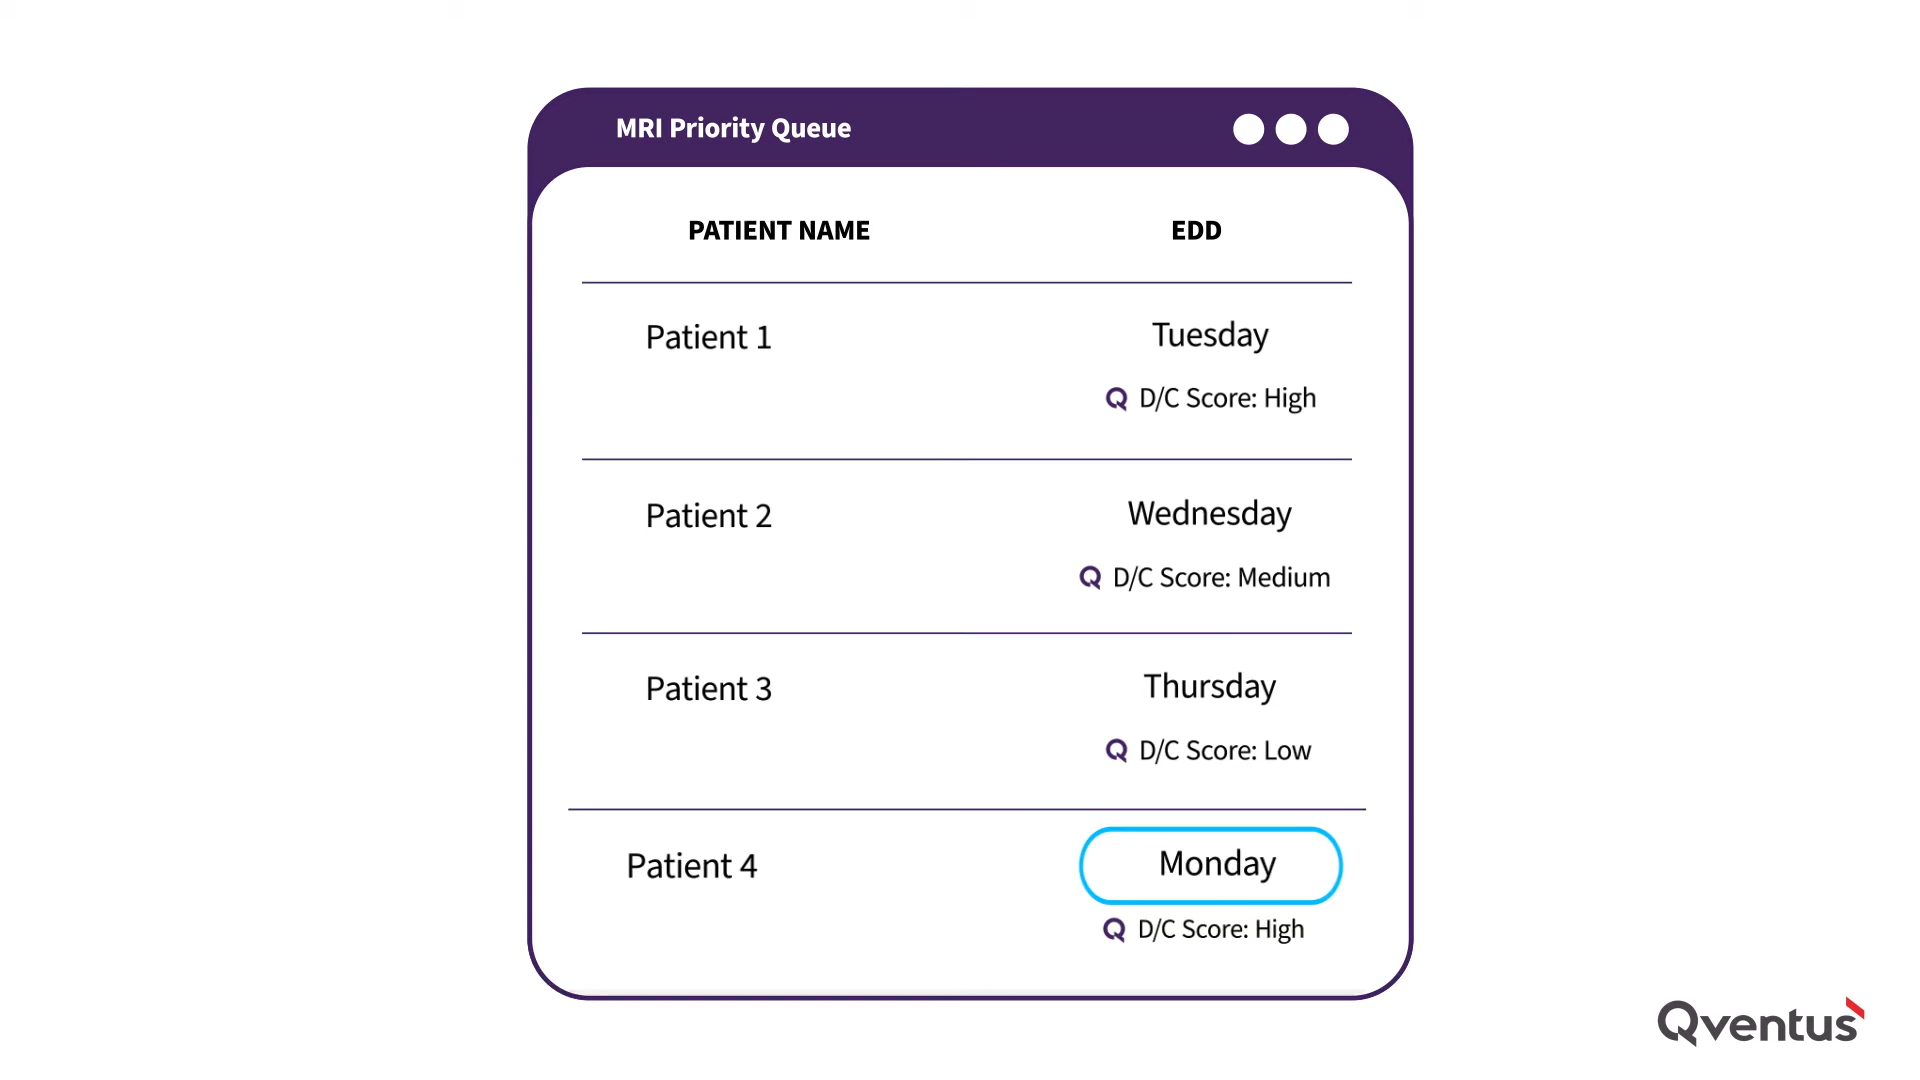 MRI Priority Queue
PATIENT NAME EDD
Patient 1 Tuesday
Q D/C Score: High
Patient 2 Wednesday
Q D/C Score: Medium
Patient 3 Thursday
Q D/C Score: Low
Patient 4 Monday
Q D/C Score: High
Qventus